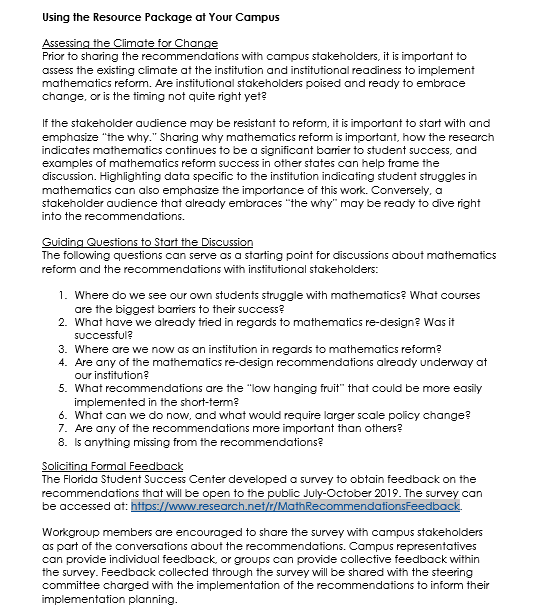 Using the Resource Package at Your Campus
Assessing the Climate for Change
Prior to sharing the recommendations with campus stakeholders, it is important to
assess the existing climate at the institution and institutional readiness to implement
mathematics reform. Are institutional stakeholders poised and ready to embrace
change, or is the timing not quite right yet?
If the stakeholder audience may be resistant to reform, it is important to start with and
emphasize "the why." Sharing why mathematics reform is important, how the research
indicates mathematics continues to be a significant barrier to student success, and
examples of mathematics reform success in other states can help frame the
discussion. Highlighting data specific to the institution indicating student struggles in
mathematics can also emphasize the importance of this work. Conversely, a
stakeholder audience that already embraces "the why" may be ready to dive right
into the recommendations.
Guiding Questions to Start the Discussion
The following questions can serve as a starting point for discussions about mathematics
reform and the recommendations with institutional stakeholders:
1. Where do we see our own students struggle with mathematics? What courses
are the biggest barriers to their success?
2. What have we already tried in regards to mathematics re-design? Was it
successful?
3. Where are we now as an institution in regards to mathematics reform?
4. Are any of the mathematics re-design recommendations already underway at
our institution?
5. What recommendations are the "low hanging fruit" that could be more easily
implemented in the short-term?
6. What can we do now, and what would require larger scale policy change?
7. Are any of the recommendations more important than others?
8. Is anything missing from the recommendations?
Soliciting Formal Feedback
The Florida Student Success Center developed a survey to obtain feedback on the
recommendations that will be open to the public July-October 2019. The survey can
be accessed at: https://www.research.net/r/MathRecommendationsFeedback.
Workgroup members are encouraged to share the survey with campus stakeholders
as part of the conversations about the recommendations. Campus representatives
can provide individual feedback, or groups can provide collective feedback within
the survey. Feedback collected through the survey will be shared with the steering
committee charged with the implementation of the recommendations to inform their
implementation planning.